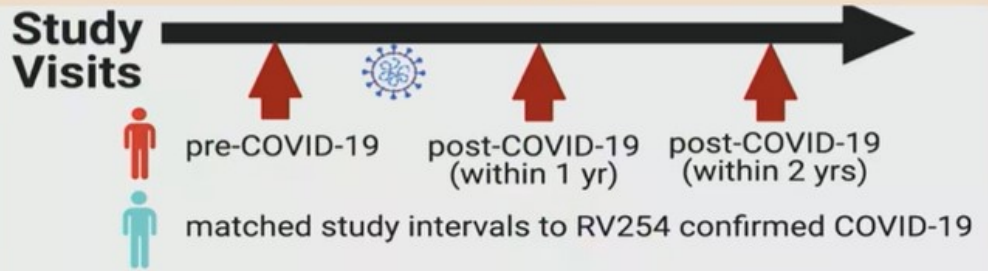 Study
Visits
pre-COVID-19
post-COVID-19
(within 1 yr)
post-COVID-19
(within 2 yrs)
matched study intervals to RV254 confirmed COVID-19